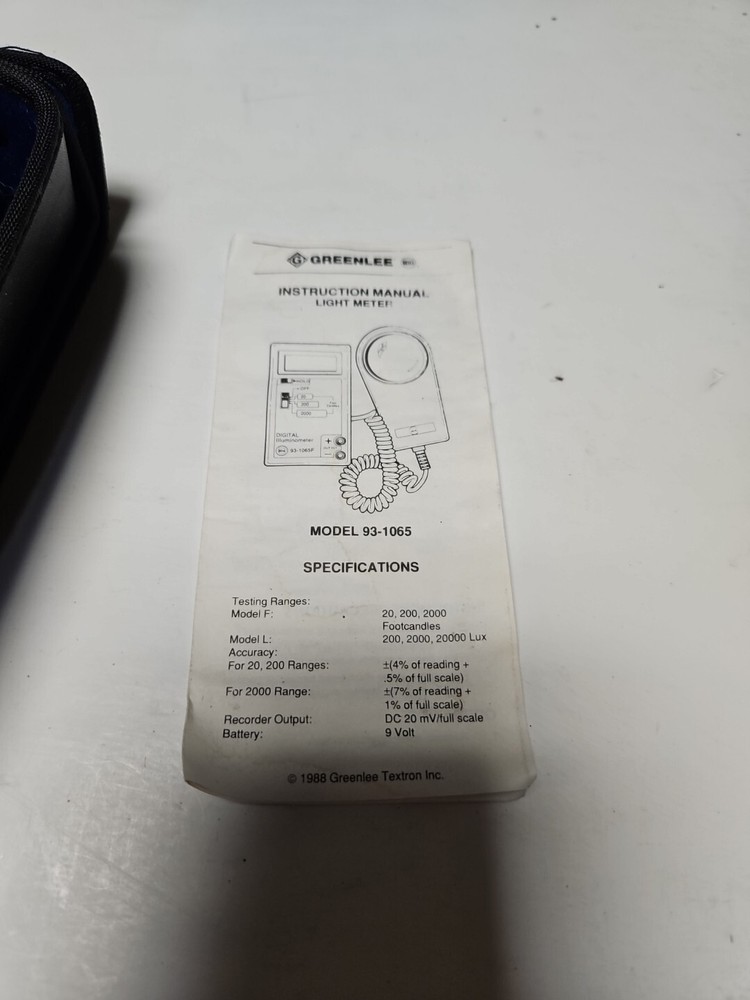 GREENLEE
INSTRUCTION MANUAL
LIGHT METER
20
200
2000
DIGITAL
Illuminometer
93-1065F
MODEL 93-1065
SPECIFICATIONS
Testing Ranges:
Model F: 20, 200, 2000
Footcandles
Model L: 200, 2000, 20000 Lux
Accuracy:
For 20, 200 Ranges: ±(4% of reading +
.5% of full scale)
For 2000 Range: ±(7% of reading +
1% of full scale)
Recorder Output: DC 20 mV/full scale
Battery: 9 Volt
© 1988 Greenlee Textron Inc.